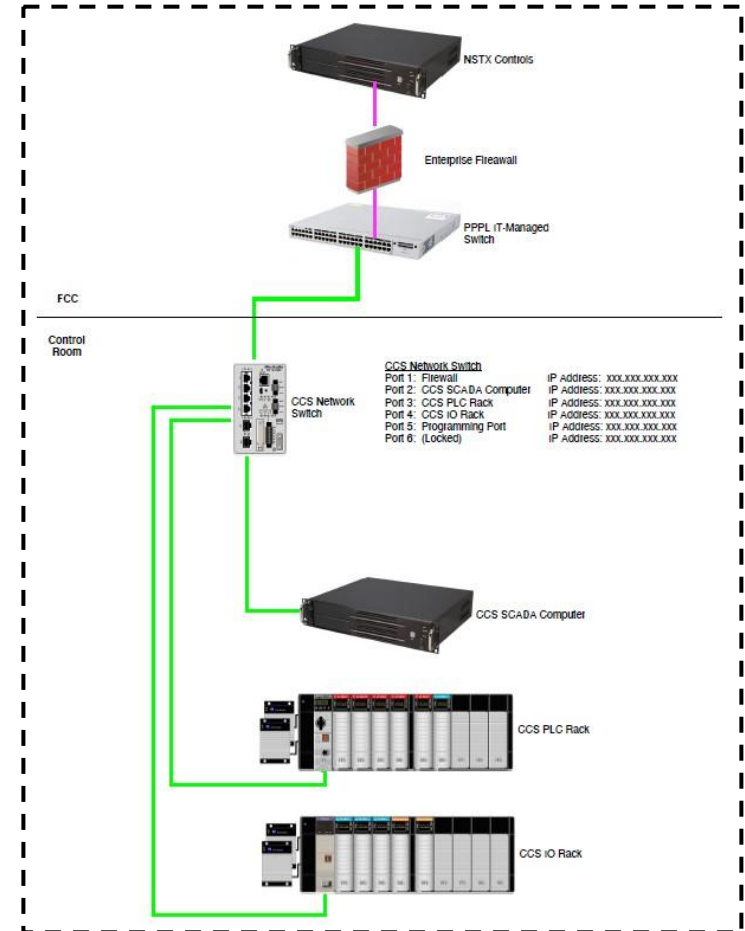 NSTX Controls
Enterprise Fireawall
PPPL iT-Managed
Switch
FCC
Control
Room
CCS Network
Switch
CCS Network Switch
Port 1: Firewall iP Address: xxx.xxx.xxx.xxx
Port 2: CCS SCADA Computer iP Address: xxx.xxx.xxx.xxx
Port 3: CCS PLC Rack iP Address: xxx.xxx.xxx.xxx
Port 4: CCS iO Rack iP Address: xxx.xxx.xxx.xxx
Port 5: Programming Port iP Address: xxx.xxx.xxx.xxx
Port 6: (Locked) iP Address: xxx.xxx.xxx.xxx
CCS SCADA Computer
CCS PLC Rack
CCS iO Rack